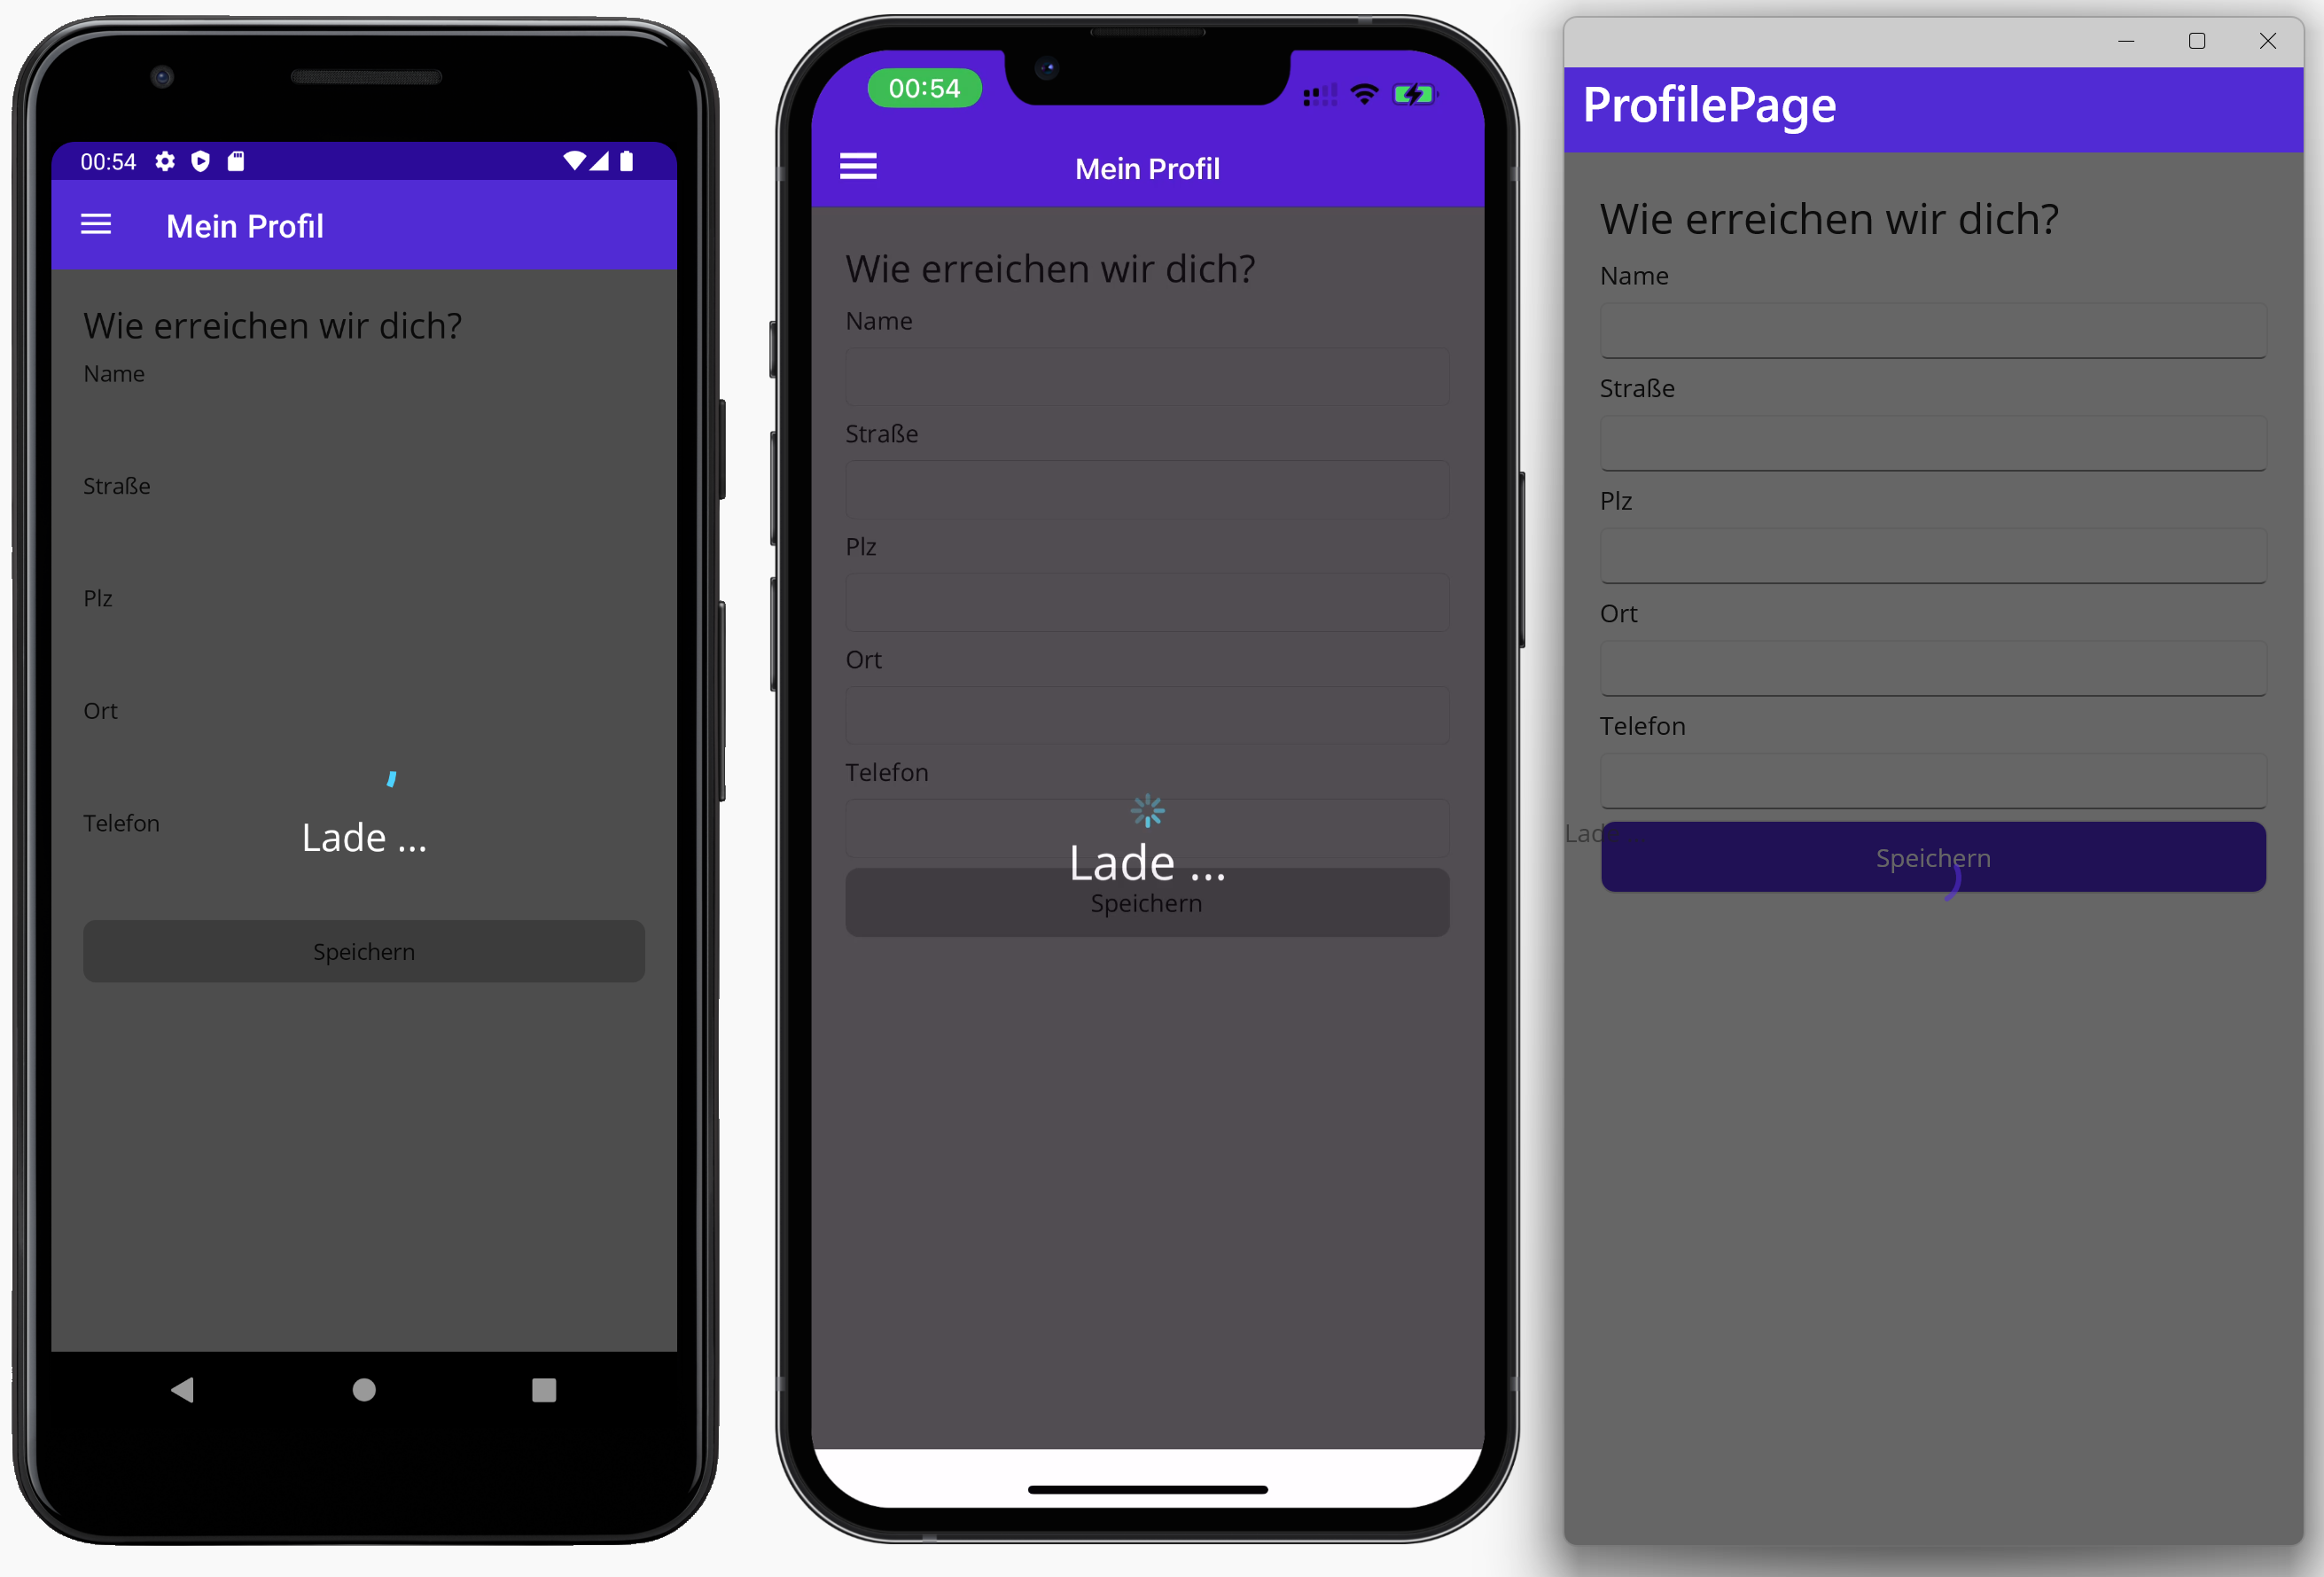 00:54
Mein Profil
Wie erreichen wir dich?
Name
Straße
Plz
Ort
Telefon
Lade ...
Speichern
00:54
Mein Profil
Wie erreichen wir dich?
Name
Straße
Plz
Ort
Telefon
Lade ...
Speichern
ProfilePage
Wie erreichen wir dich?
Name
Straße
Plz
Ort
Telefon
Lade
Speichern